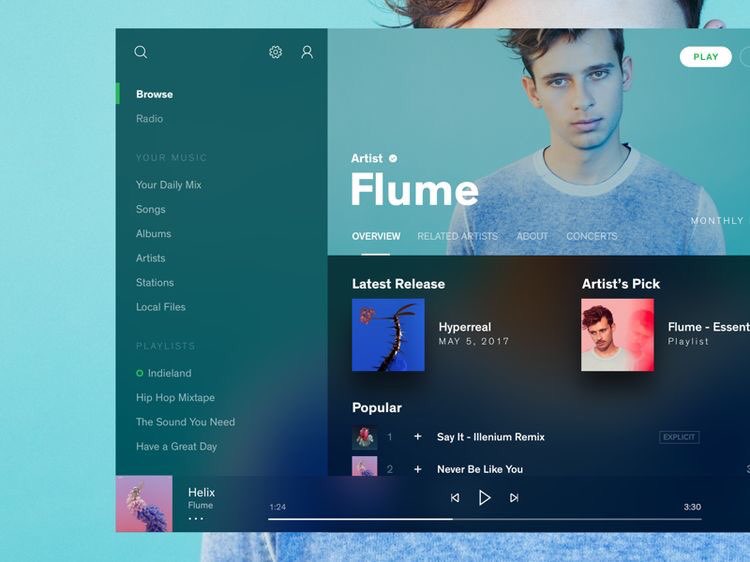 Browse
Radio
YOUR MUSIC
Your Daily Mix
Songs
Albums
Artists
Stations
Local Files
PLAYLISTS
Indieland
Hip Hop Mixtape
The Sound You Need
Have a Great Day
PLAY
Artist
Flume
MONTHLY
OVERVIEW RELATED ARTISTS ABOUT CONCERTS
Latest Release
Hyperreal
MAY 5, 2017
Artist's Pick
Flume - Essent
Playlist
Popular
1 + Say It - Illenium Remix EXPLICIT
2 + Never Be Like You 3
Helix
Flume
•••
1:24 3:30